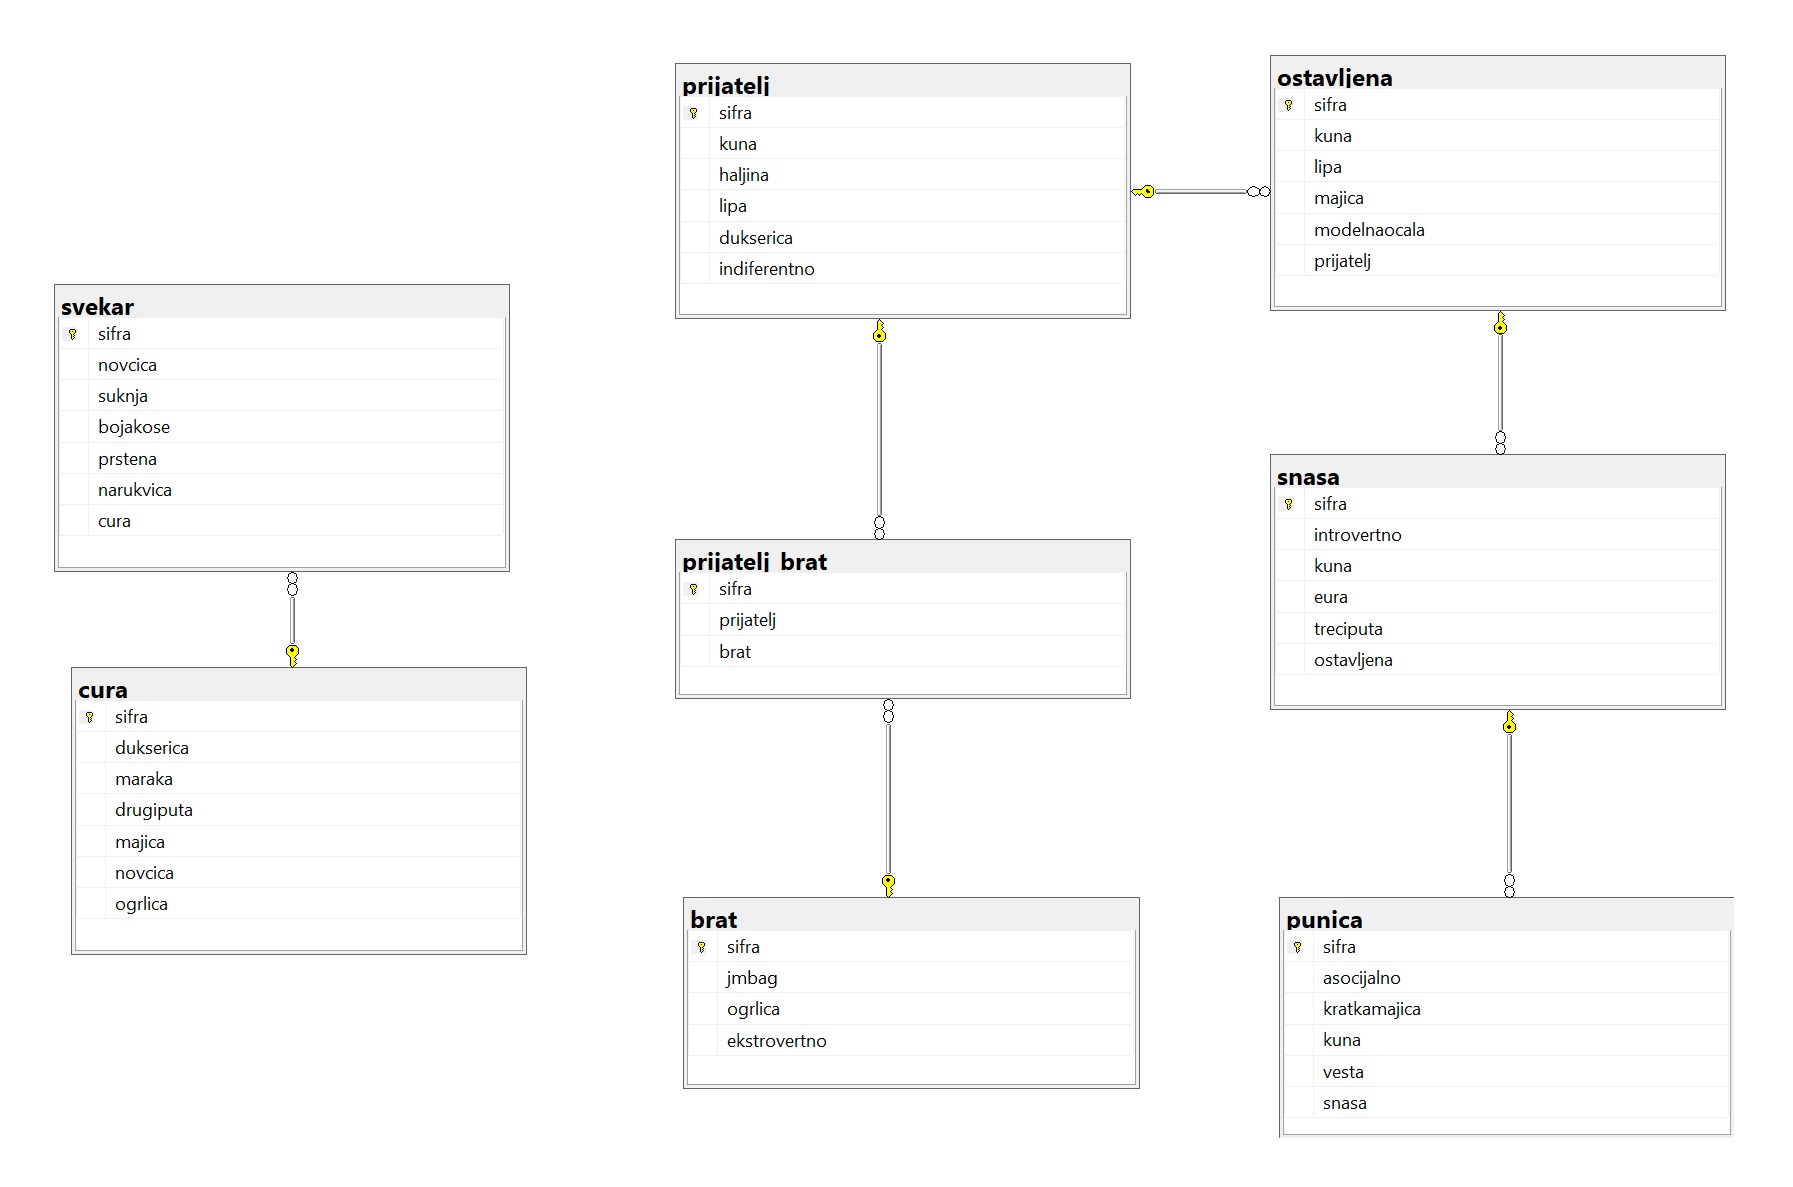 svekar
sifra
novcica
suknja
bojakose
prstena
narukvica
cura
cura
sifra
dukserica
maraka
drugiputa
majica
novcica
ogrlica
prijatelj
sifra
kuna
haljina
lipa
dukserica
indiferentno
prijatelj_brat
sifra
prijatelj
brat
brat
sifra
jmbag
ogrlica
ekstrovertno
ostavljena
sifra
kuna
lipa
majica
modelnaocala
prijatelj
snasa
sifra
introvertno
kuna
eura
treciputa
ostavljena
punica
sifra
asocijalno
kratkamajica
kuna
vesta
snasa